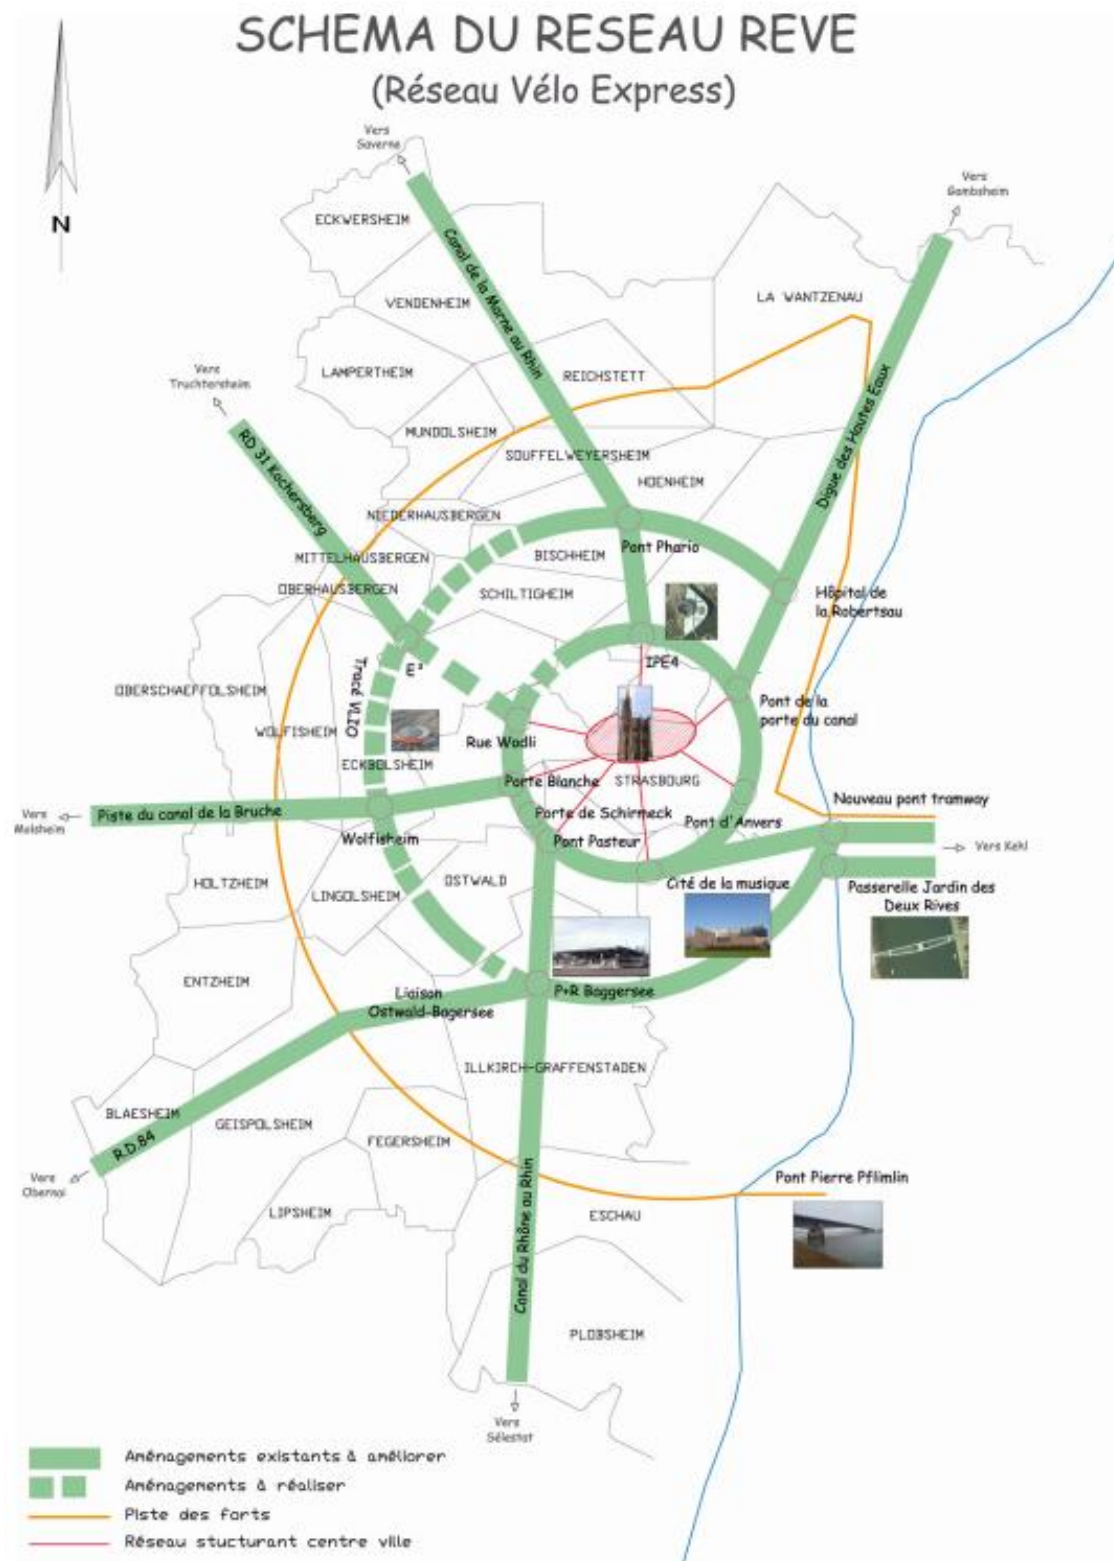 SCHEMA DU RESEAU REVE
(Réseau Vélo Express)
Vers
Saverne
Vers
Gambsheim
N
ECKWERSHEIM
Canal de la Marne au Rhin
VENDENHEIM
LA WANTZENAU
Vers
Truchtersheim
LAMPERTHEIM
REICHSTETT
Digue des Hautes Eaux
RD 31 Kochersberg
MUNDOLSHEIM
SOUFFELWEYERSHEIM
HOENHEIM
NIEDERHAUSBERGEN
MITTELHAUSBERGEN
BISCHHEIM
Pont Phario
OBERHAUSBERGEN
SCHILTIGHEIM
Hôpital de
la Robertsau
Tracé VLIO
IPE4
OBERSCHAEFFOLSHEIM
Pont de la
porte du canal
WOLFISHEIM
Rue Wodli
ECKBOLSHEIM
Porte Blanche
STRASBOURG
Vers
Molsheim
Piste du canal de la Bruche
Porte de Schirmeck
Pont d'Anvers
Nouveau pont tramway
Wolfisheim
Pont Pasteur
Vers Kehl
HOLTZHEIM
LINGOLSHEIM
OSTWALD
Cité de la musique
Passerelle Jardin des
Deux Rives
ENTZHEIM
Liaison
Ostwald-Bagersee
P+R Baggersee
ILLKIRCH-GRAFFENSTADEN
BLAESHEIM
GEISPOLSHEIM
FEGERSHEIM
R.D.84
Vers
Obernai
Pont Pierre Pflimlin
LIPSHEIM
ESCHAU
Canal du Rhône au Rhin
PLOBSHEIM
Vers
Sélestat
Aménagements existants à améliorer
Aménagements à réaliser
Piste des forts
Réseau stucturant centre ville